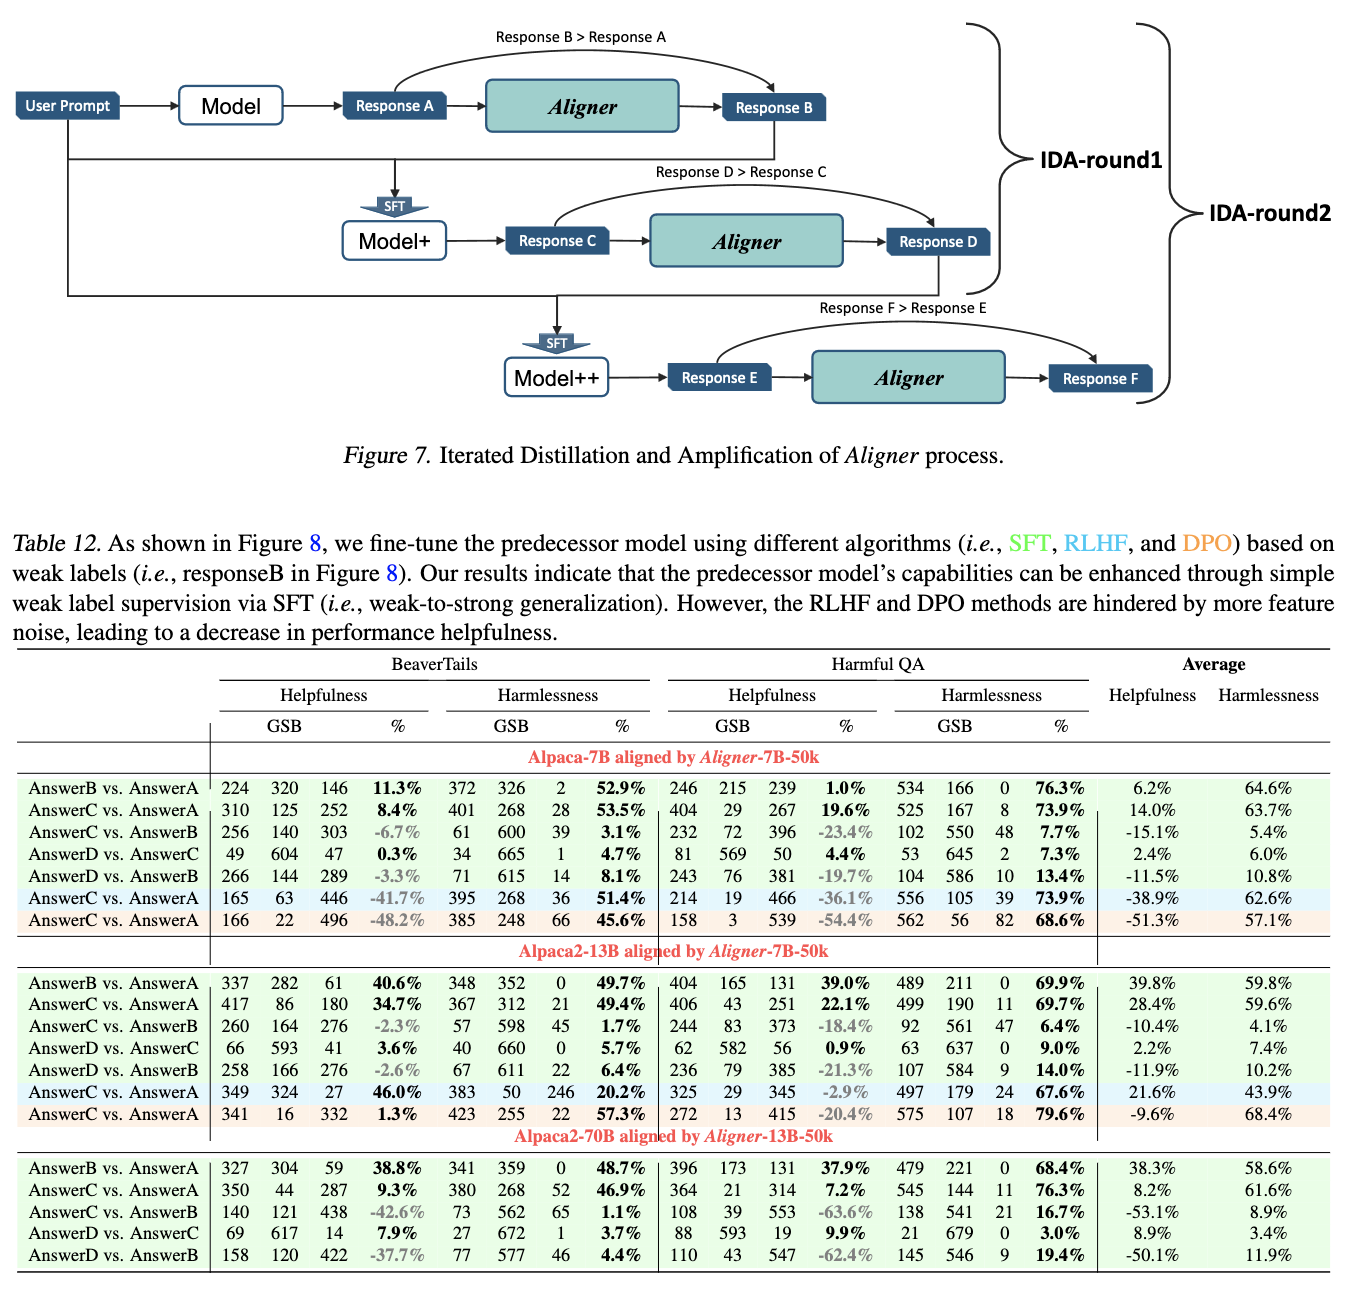 Response B > Response A
User Prompt
Model
Response A
Aligner
Response B
IDA-round1
Response D > Response C
SFT
Model+
Response C
Aligner
Response D
IDA-round2
Response F > Response E
SFT
Model++
Response E
Aligner
Response F
Figure 7. Iterated Distillation and Amplification of Aligner process.
Table 12. As shown in Figure 8, we fine-tune the predecessor model using different algorithms (i.e., SFT, RLHF, and DPO) based on
weak labels (i.e., responseB in Figure 8). Our results indicate that the predecessor model's capabilities can be enhanced through simple
weak label supervision via SFT (i.e., weak-to-strong generalization). However, the RLHF and DPO methods are hindered by more feature
noise, leading to a decrease in performance helpfulness.
BeaverTails Harmful QA Average
Helpfulness Harmlessness Helpfulness Harmlessness Helpfulness Harmlessness
GSB % GSB % GSB % GSB %
Alpaca-7B aligned by Aligner-7B-50k
AnswerB vs. AnswerA 224 320 146 11.3% 372 326 2 52.9% 246 215 239 1.0% 534 166 0 76.3% 6.2% 64.6%
AnswerC vs. AnswerA 310 125 252 8.4% 401 268 28 53.5% 404 29 267 19.6% 525 167 8 73.9% 14.0% 63.7%
AnswerC vs. AnswerB 256 140 303 -6.7% 61 600 39 3.1% 232 72 396 -23.4% 102 550 48 7.7% -15.1% 5.4%
AnswerD vs. AnswerC 49 604 47 0.3% 34 665 1 4.7% 81 569 50 4.4% 53 645 2 7.3% 2.4% 6.0%
AnswerD vs. AnswerB 266 144 289 -3.3% 71 615 14 8.1% 243 76 381 -19.7% 104 586 10 13.4% -11.5% 10.8%
AnswerC vs. AnswerA 165 63 446 -41.7% 395 268 36 51.4% 214 19 466 -36.1% 556 105 39 73.9% -38.9% 62.6%
AnswerC vs. AnswerA 166 22 496 -48.2% 385 248 66 45.6% 158 3 539 -54.4% 562 56 82 68.6% -51.3% 57.1%
Alpaca2-13B aligned by Aligner-7B-50k
AnswerB vs. AnswerA 337 282 61 40.6% 348 352 0 49.7% 404 165 131 39.0% 489 211 0 69.9% 39.8% 59.8%
AnswerC vs. AnswerA 417 86 180 34.7% 367 312 21 49.4% 406 43 251 22.1% 499 190 11 69.7% 28.4% 59.6%
AnswerC vs. AnswerB 260 164 276 -2.3% 57 598 45 1.7% 244 83 373 -18.4% 92 561 47 6.4% -10.4% 4.1%
AnswerD vs. AnswerC 66 593 41 3.6% 40 660 0 5.7% 62 582 56 0.9% 63 637 0 9.0% 2.2% 7.4%
AnswerD vs. AnswerB 258 166 276 -2.6% 67 611 22 6.4% 236 79 385 -21.3% 107 584 9 14.0% -11.9% 10.2%
AnswerC vs. AnswerA 349 324 27 46.0% 383 50 246 20.2% 325 29 345 -2.9% 497 179 24 67.6% 21.6% 43.9%
AnswerC vs. AnswerA 341 16 332 1.3% 423 255 22 57.3% 272 13 415 -20.4% 575 107 18 79.6% -9.6% 68.4%
Alpaca2-70B aligned by Aligner-13B-50k
AnswerB vs. AnswerA 327 304 59 38.8% 341 359 0 48.7% 396 173 131 37.9% 479 221 0 68.4% 38.3% 58.6%
AnswerC vs. AnswerA 350 44 287 9.3% 380 268 52 46.9% 364 21 314 7.2% 545 144 11 76.3% 8.2% 61.6%
AnswerC vs. AnswerB 140 121 438 -42.6% 73 562 65 1.1% 108 39 553 -63.6% 138 541 21 16.7% -53.1% 8.9%
AnswerD vs. AnswerC 69 617 14 7.9% 27 672 1 3.7% 88 593 19 9.9% 21 679 0 3.0% 8.9% 3.4%
AnswerD vs. AnswerB 158 120 422 -37.7% 77 577 46 4.4% 110 43 547 -62.4% 145 546 9 19.4% -50.1% 11.9%